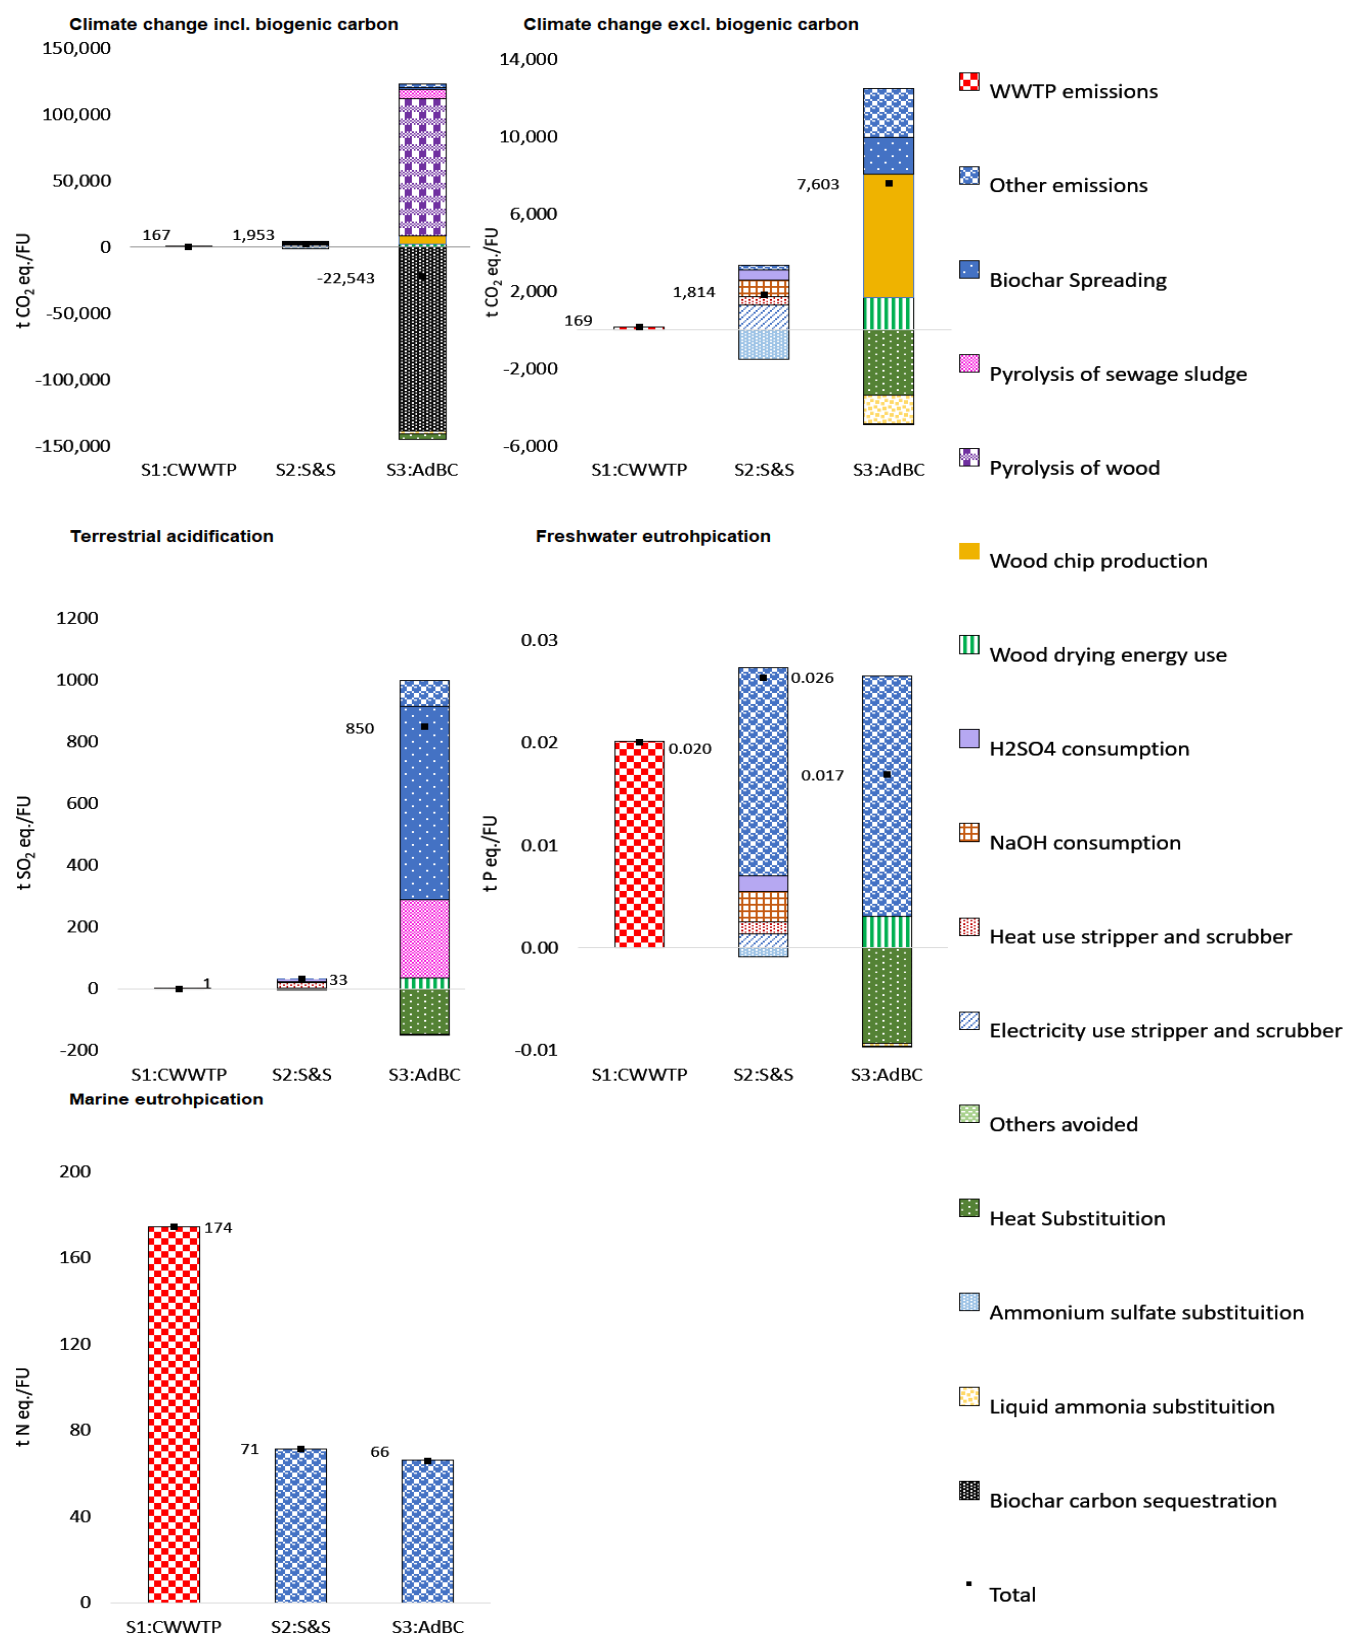 Climate change incl. biogenic carbon
150,000
100,000
50,000
0
-50,000
-100,000
-150,000
t CO₂ eq./FU
167
1,953
-22,543
S1:CWWTP
S2:S&S
S3:AdBC
Climate change excl. biogenic carbon
14,000
10,000
6,000
2,000
-2,000
-6,000
t CO₂ eq./FU
169
1,814
7,603
S1:CWWTP
S2:S&S
S3:AdBC
Terrestrial acidification
1200
1000
800
600
400
200
0
-200
t SO₂ eq./FU
1
33
850
S1:CWWTP
S2:S&S
S3:AdBC
Freshwater eutrohpication
0.03
0.02
0.01
0.00
-0.01
t P eq./FU
0.020
0.026
0.017
S1:CWWTP
S2:S&S
S3:AdBC
Marine eutrohpication
200
160
120
80
40
0
t N eq./FU
174
71
66
S1:CWWTP
S2:S&S
S3:AdBC
WWTP emissions
Other emissions
Biochar Spreading
Pyrolysis of sewage sludge
Pyrolysis of wood
Wood chip production
Wood drying energy use
H2SO4 consumption
NaOH consumption
Heat use stripper and scrubber
Electricity use stripper and scrubber
Others avoided
Heat Substituition
Ammonium sulfate substituition
Liquid ammonia substituition
Biochar carbon sequestration
Total